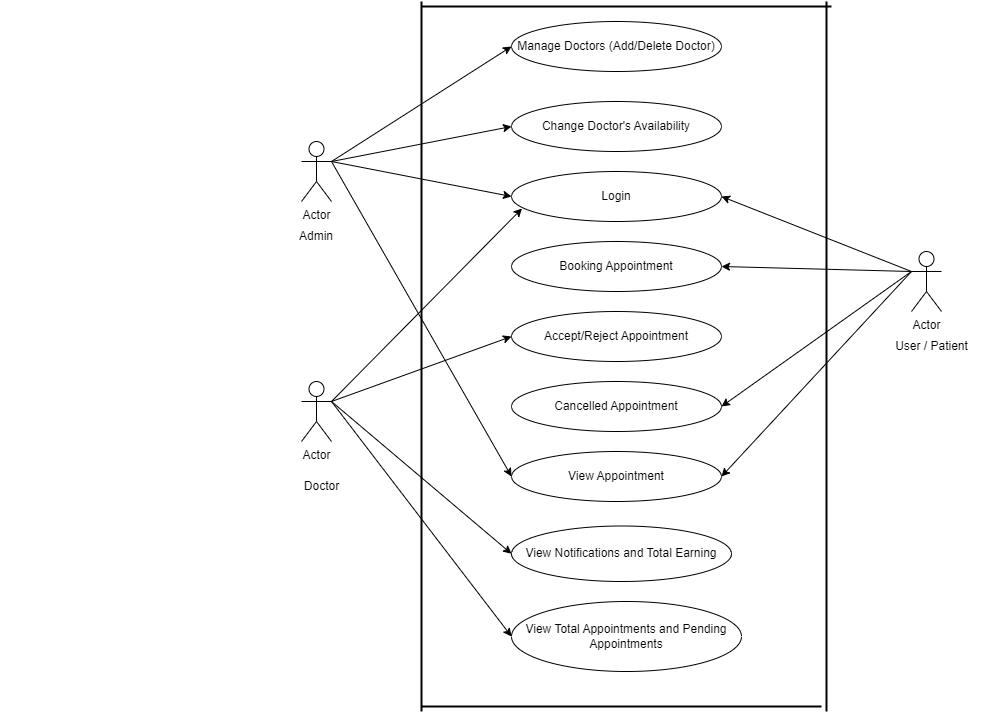 Manage Doctors (Add/Delete Doctor)
Change Doctor's Availability
Login
Booking Appointment
Accept/Reject Appointment
Cancelled Appointment
View Appointment
View Notifications and Total Earning
View Total Appointments and Pending
Appointments
Actor
Admin
Actor
Doctor
Actor
User / Patient